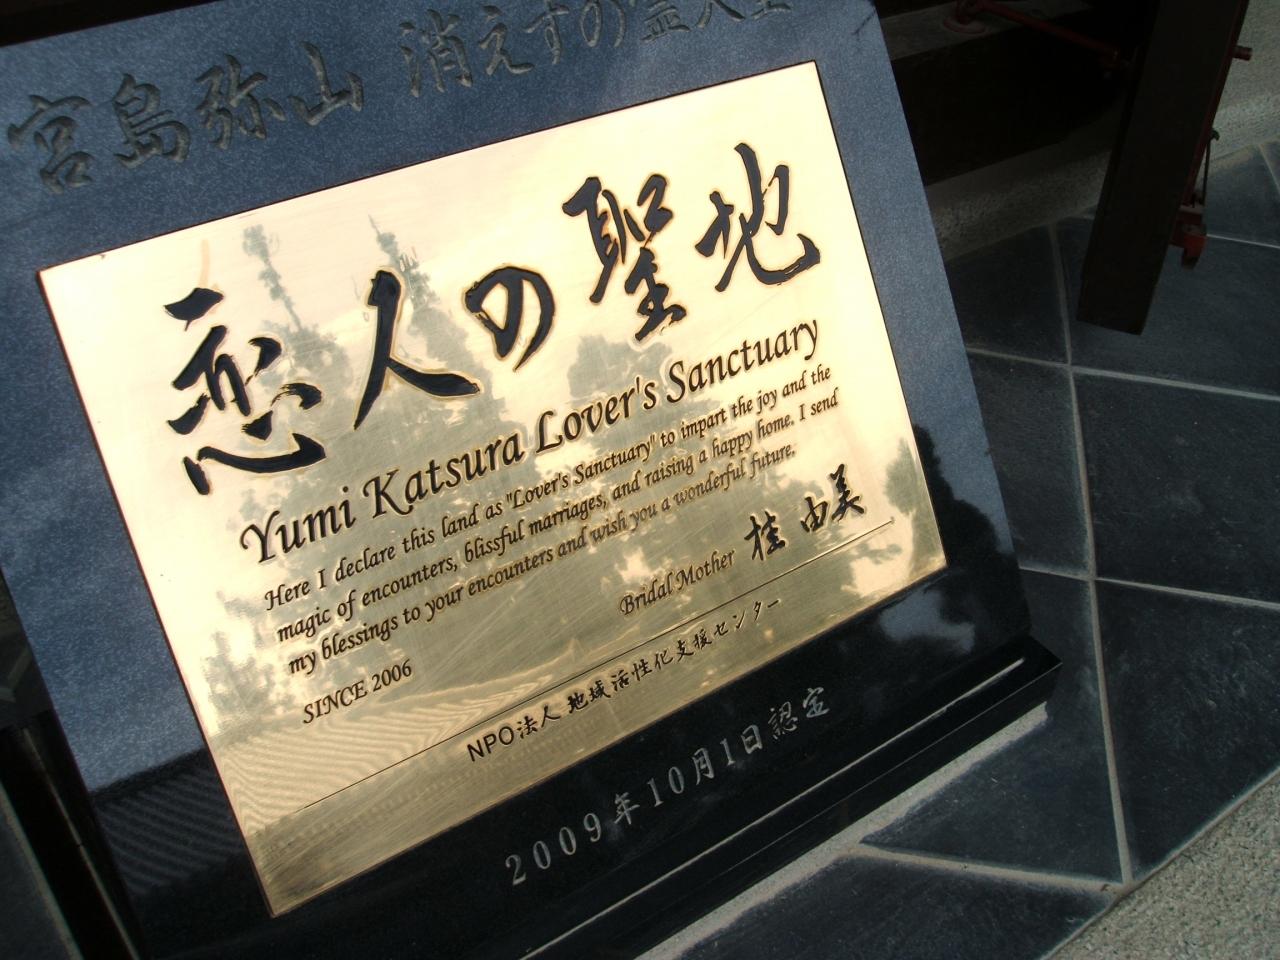 宮島弥山 消えずの霊火堂
恋人の聖地
Yumi Katsura Lover's Sanctuary
Here I declare this land as "Lover's Sanctuary" to impart the joy and the
magic of encounters, blissful marriages, and raising a happy home. I send
my blessings to your encounters and wish you a wonderful future.
Bridal Mother 桂 由美
SINCE 2006
NPO法人 地域活性化支援センター
2009年10月1日認定